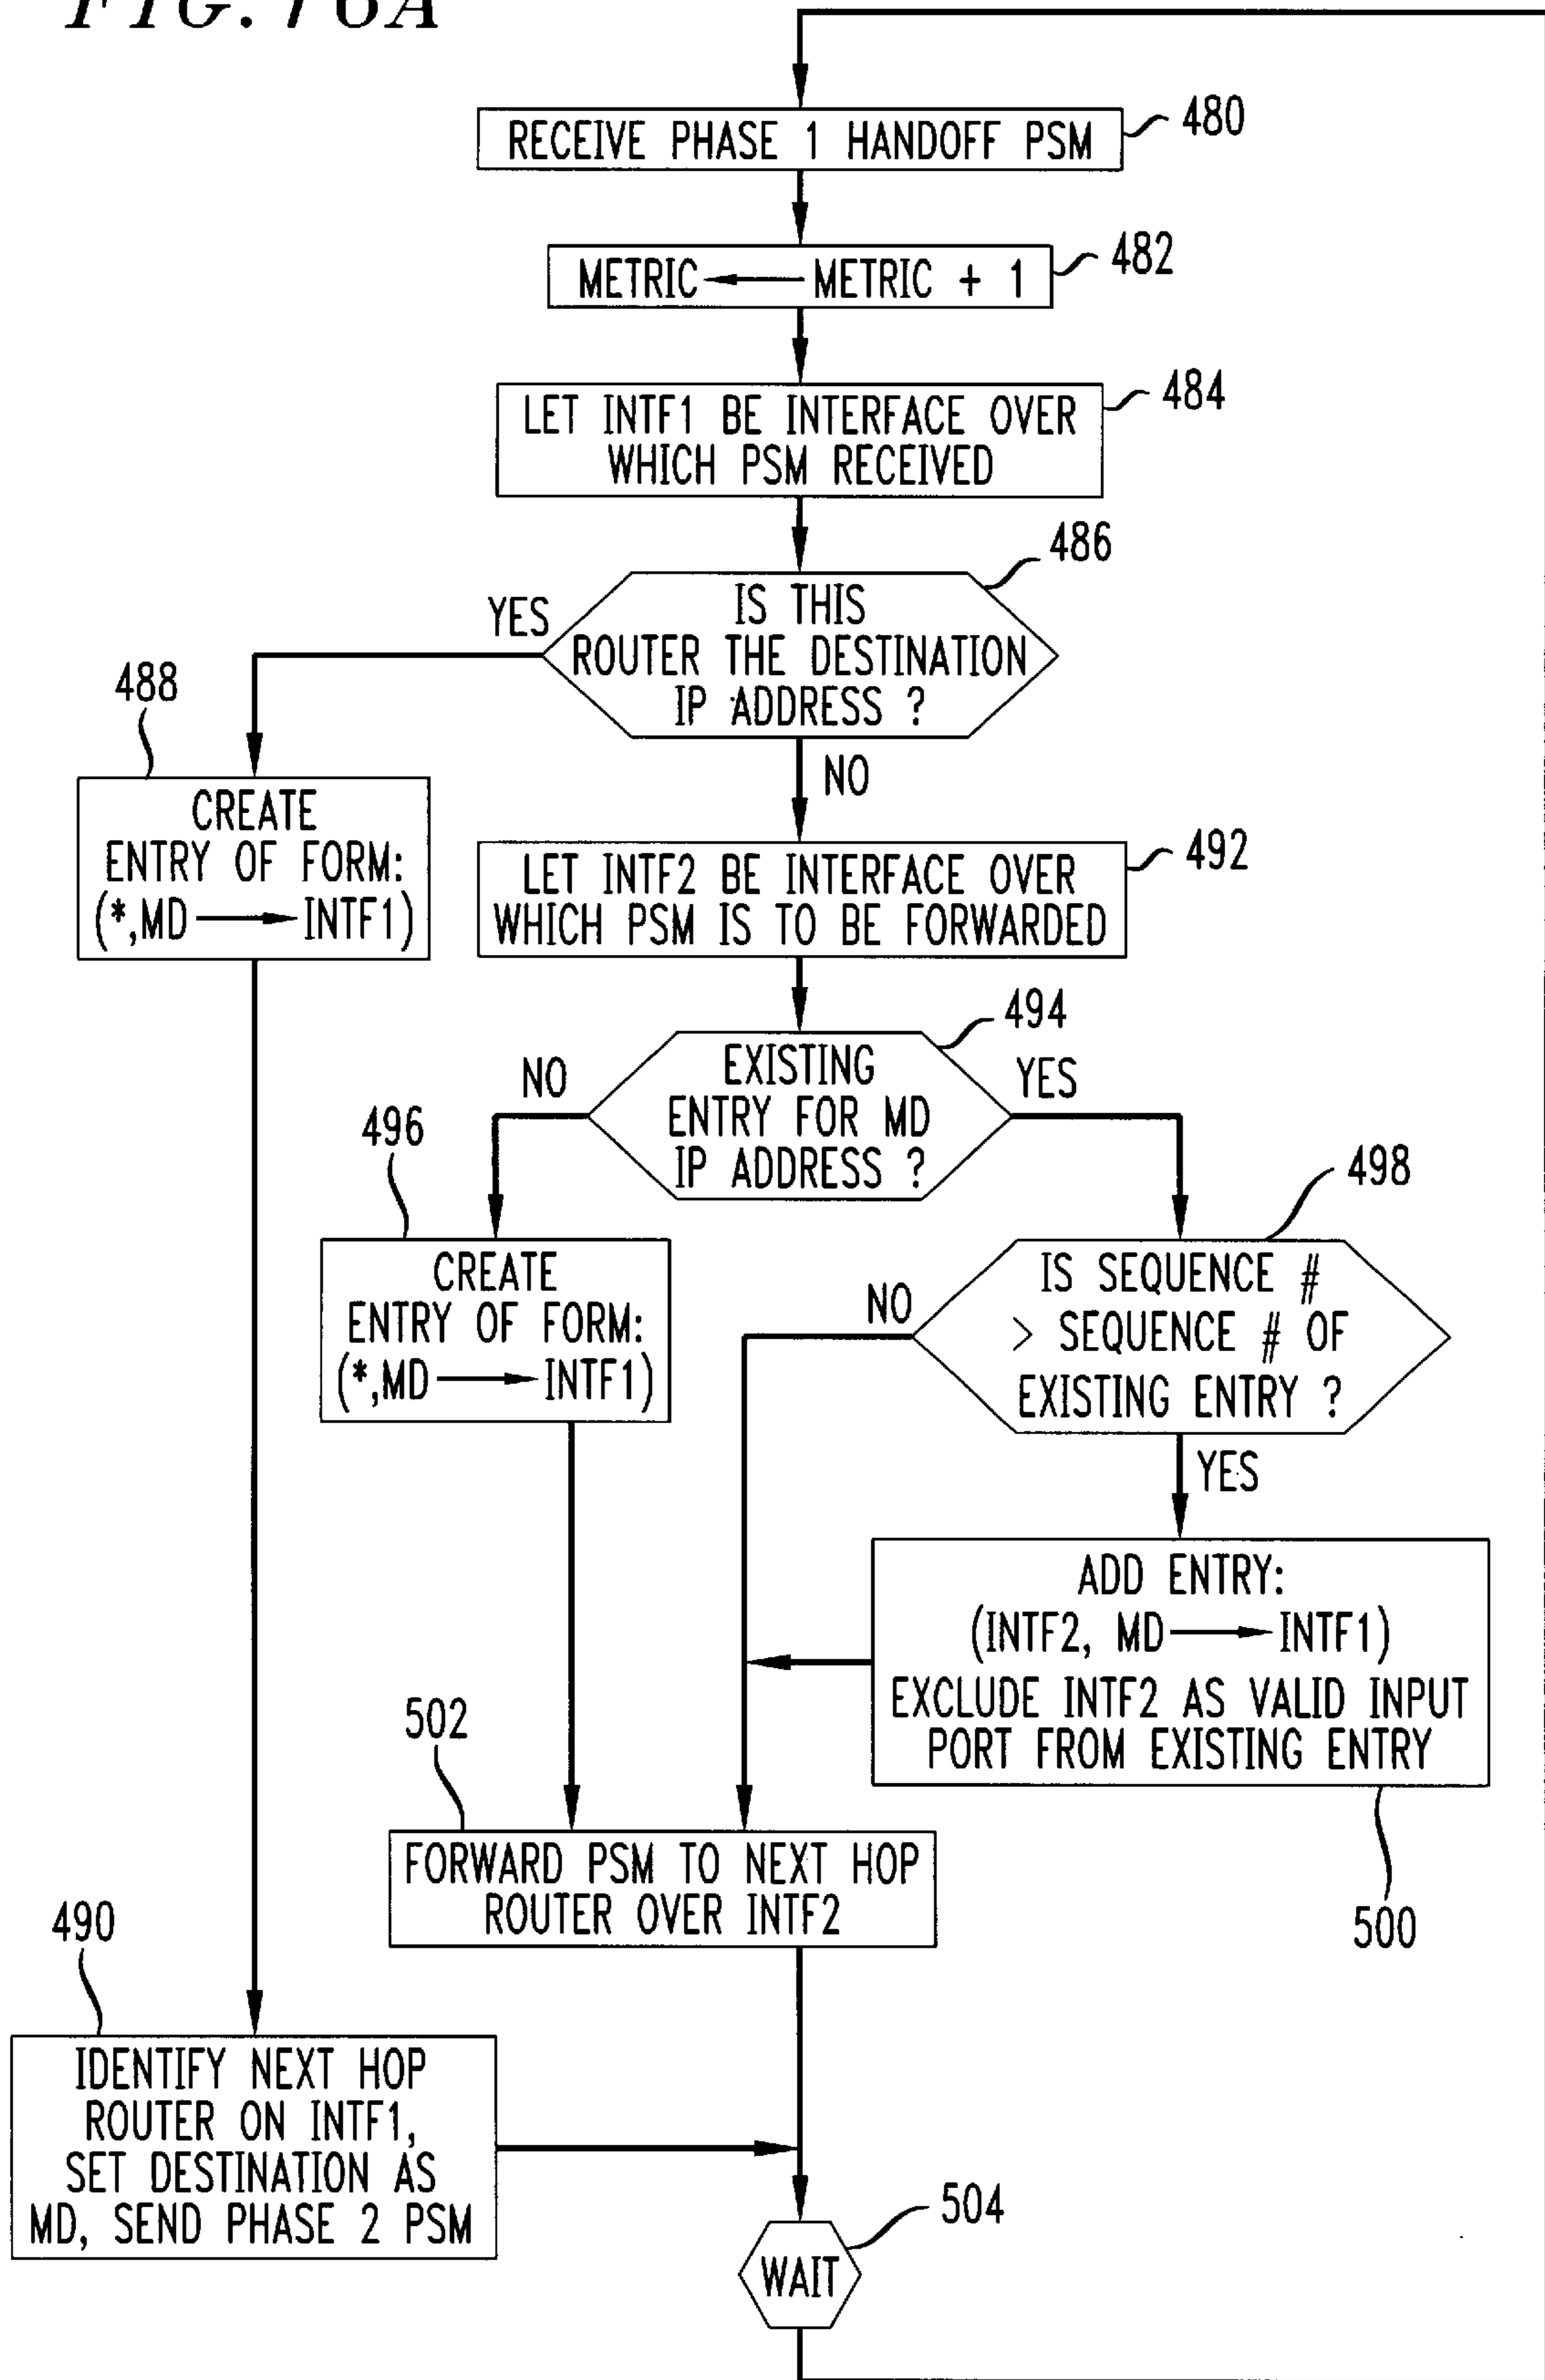 FIG. 16A
RECEIVE PHASE 1 HANDOFF PSM
480
METRIC ← METRIC + 1
482
LET INTF1 BE INTERFACE OVER
WHICH PSM RECEIVED
484
IS THIS
ROUTER THE DESTINATION
IP ADDRESS ?
486
YES
NO
488
CREATE
ENTRY OF FORM:
(*,MD → INTF1)
LET INTF2 BE INTERFACE OVER
WHICH PSM IS TO BE FORWARDED
492
EXISTING
ENTRY FOR MD
IP ADDRESS ?
494
NO
YES
496
CREATE
ENTRY OF FORM:
(*,MD → INTF1)
IS SEQUENCE #
> SEQUENCE # OF
EXISTING ENTRY ?
498
NO
YES
ADD ENTRY:
(INTF2, MD → INTF1)
EXCLUDE INTF2 AS VALID INPUT
PORT FROM EXISTING ENTRY
500
502
FORWARD PSM TO NEXT HOP
ROUTER OVER INTF2
490
IDENTIFY NEXT HOP
ROUTER ON INTF1,
SET DESTINATION AS
MD, SEND PHASE 2 PSM
504
WAIT